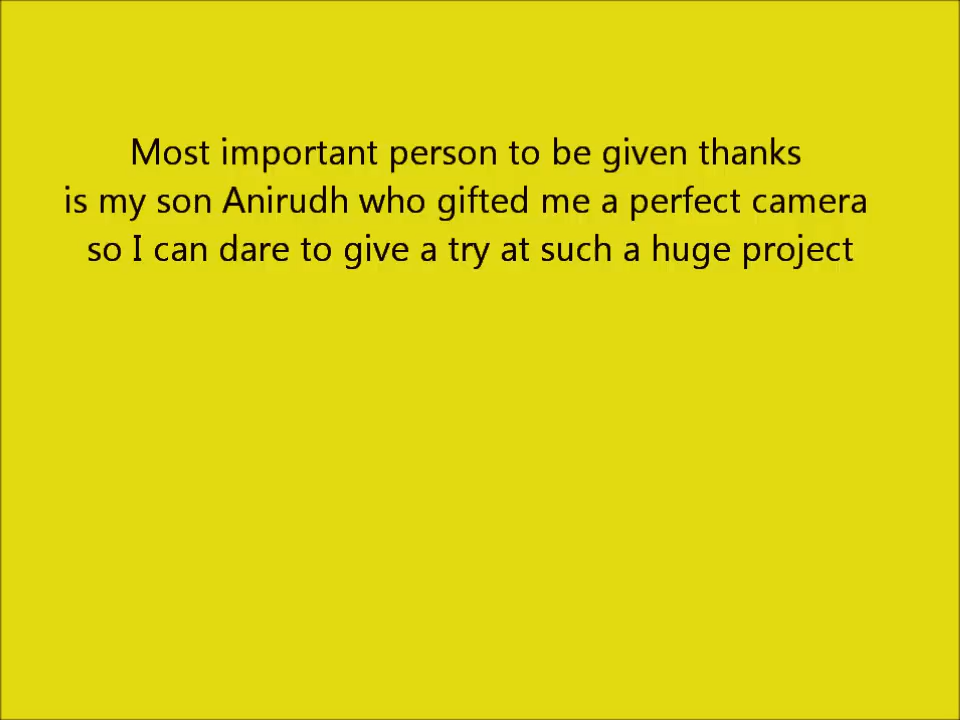 Most important person to be given thanks
is my son Anirudh who gifted me a perfect camera
so I can dare to give a try at such a huge project